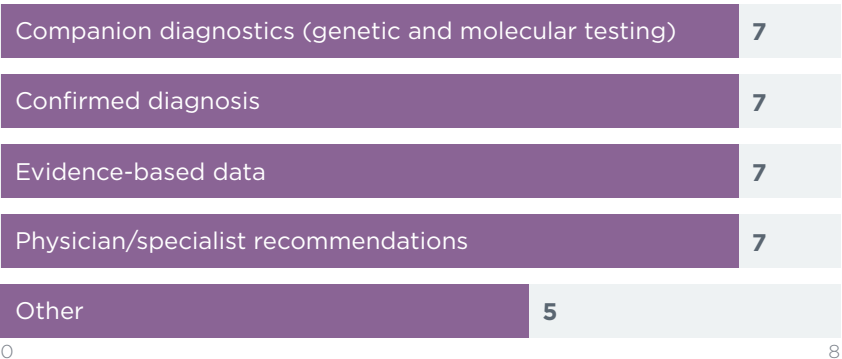 Companion diagnostics (genetic and molecular testing) 7
Confirmed diagnosis 7
Evidence-based data 7
Physician/specialist recommendations 7
Other 5
0 8